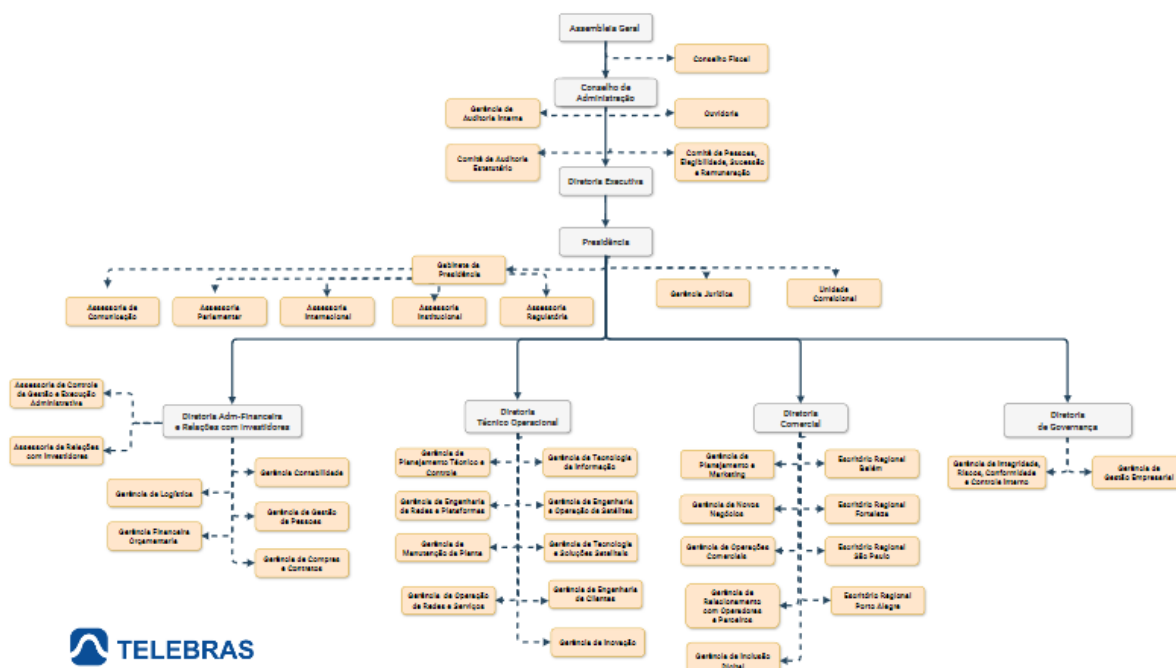 Assembleia Geral
Conselho Fiscal
Conselho de
Administração
Gerência de
Auditoria Interna
Ouvidoria
Comitê de Auditoria
Estatutário
Comitê de Pessoas,
Elegibilidade, Sucessão
e Remuneração
Diretoria Executiva
Presidência
Gabinete da
Presidência
Assessoria de
Comunicação
Assessoria
Parlamentar
Assessoria
Internacional
Assessoria
Institucional
Assessoria
Regulatória
Gerência Jurídica
Unidade
Correicional
Assessoria de Controle
de Gestão e Execução
Administrativa
Assessoria de Relações
com Investidores
Diretoria Adm-Financeira
e Relações com Investidores
Gerência Contabilidade
Gerência de Logística
Gerência de Gestão
de Pessoas
Gerência Financeira
Orçamentaria
Gerência de Compras
e Contratos
Diretoria
Técnico Operacional
Gerência de
Planejamento Técnico e
Controle
Gerência de Tecnologia
da Informação
Gerência de Engenharia
de Redes e Plataformas
Gerência de Engenharia
e Operação de Satélites
Gerência de
Manutenção de Planta
Gerência de Tecnologia
e Soluções Satelitais
Gerência de Operação
de Redes e Serviços
Gerência de Engenharia
de Clientes
Gerência de Inovação
Diretoria
Comercial
Gerência de
Planejamento e
Marketing
Escritório Regional
Belém
Gerência de Novos
Negócios
Escritório Regional
Fortaleza
Gerência de Operações
Comerciais
Escritório Regional
São Paulo
Gerência de
Relacionamento
com Operadoras
e Parceiros
Escritório Regional
Porto Alegre
Gerência de Inclusão
Digital
Diretoria
de Governança
Gerência de Integridade,
Riscos, Conformidade
e Controle Interno
Gerência de
Gestão Empresarial
TELEBRAS